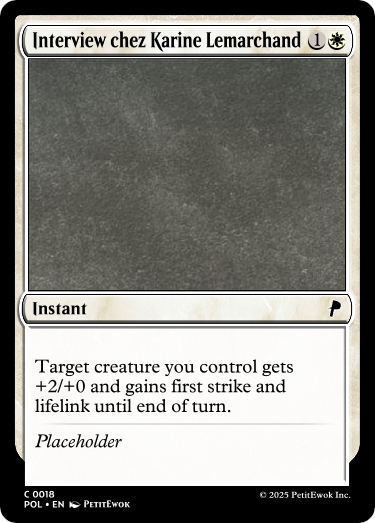 Interview chez Karine Lemarchand 1
Instant
Target creature you control gets
+2/+0 and gains first strike and
lifelink until end of turn.
Placeholder
C 0018
POL • EN PetitEwok
© 2025 PetitEwok Inc.